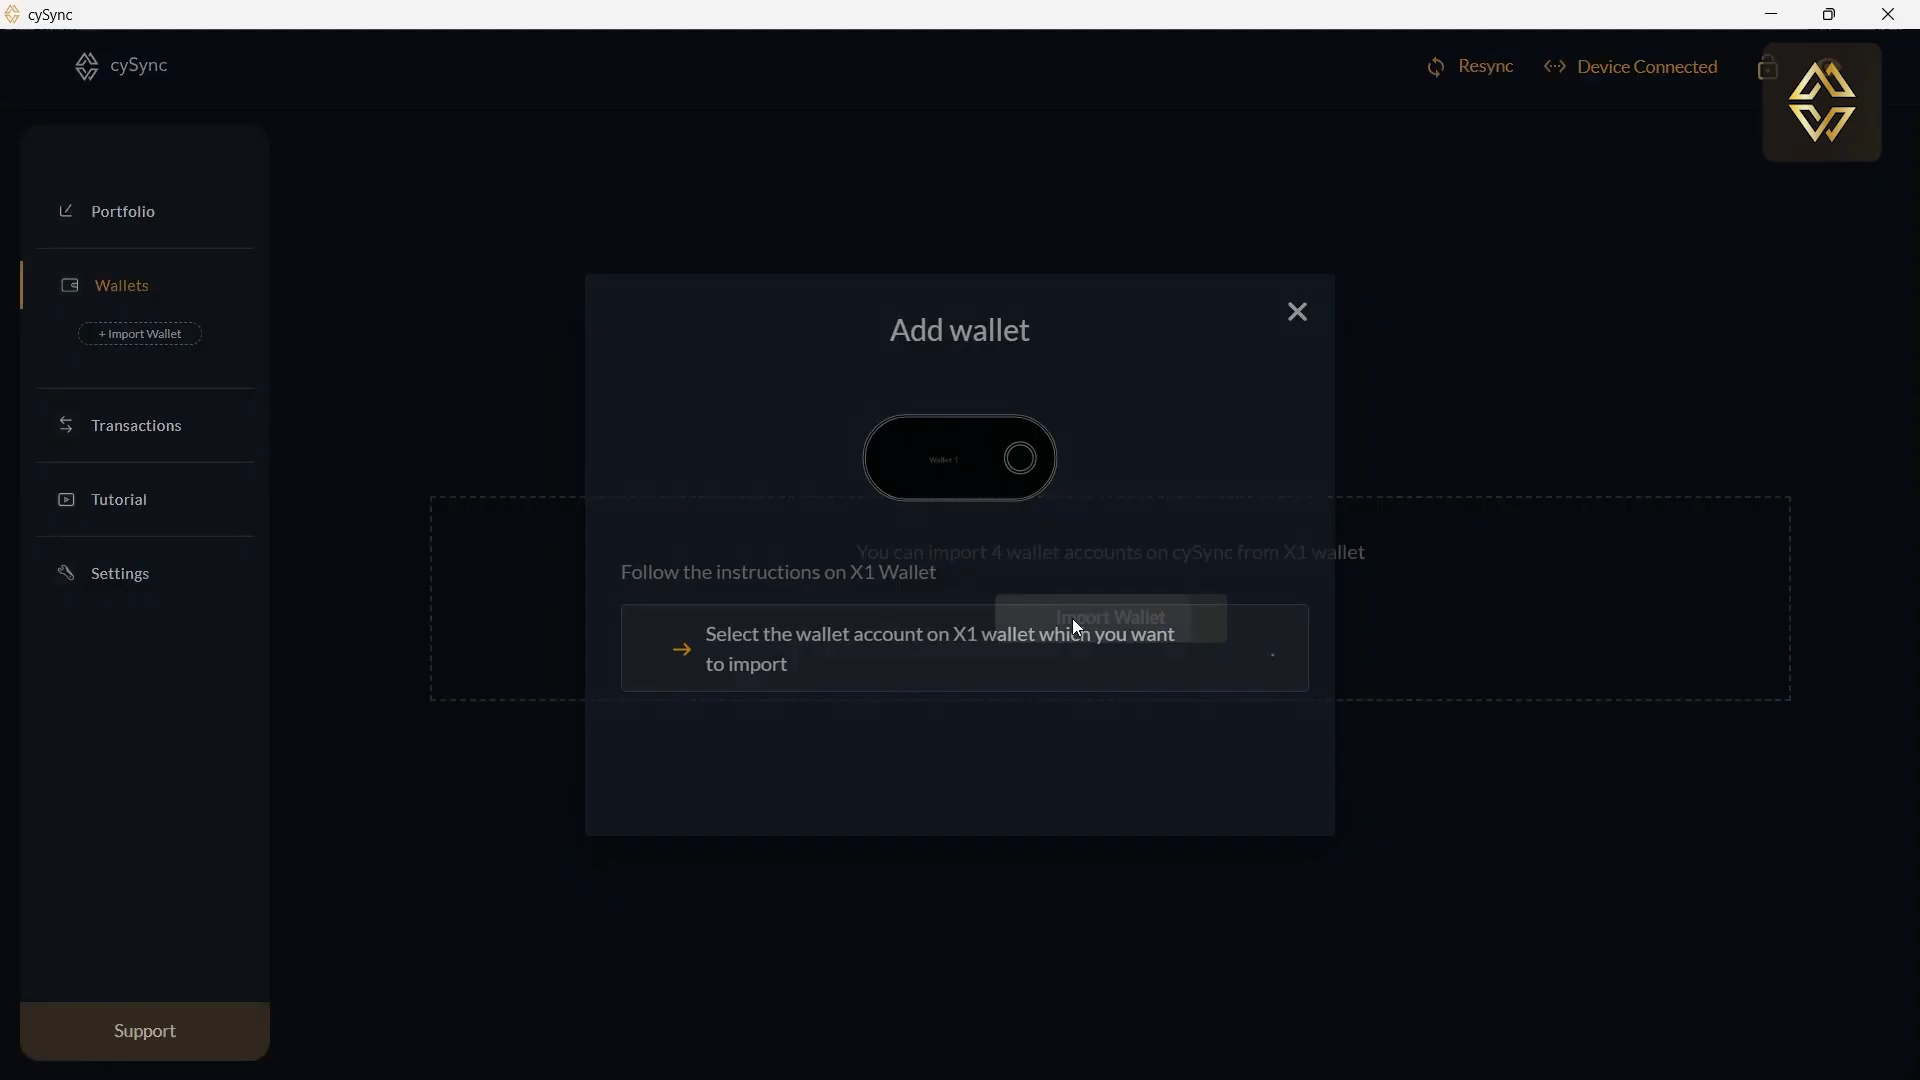 cySync
cySync
Resync
Device Connected
Portfolio
Wallets
+ Import Wallet
Transactions
Tutorial
Settings
Support
Add wallet
Wallet 1
You can import 4 wallet accounts on cySync from X1 wallet
Follow the instructions on X1 Wallet
Import Wallet
Select the wallet account on X1 wallet which you want
to import